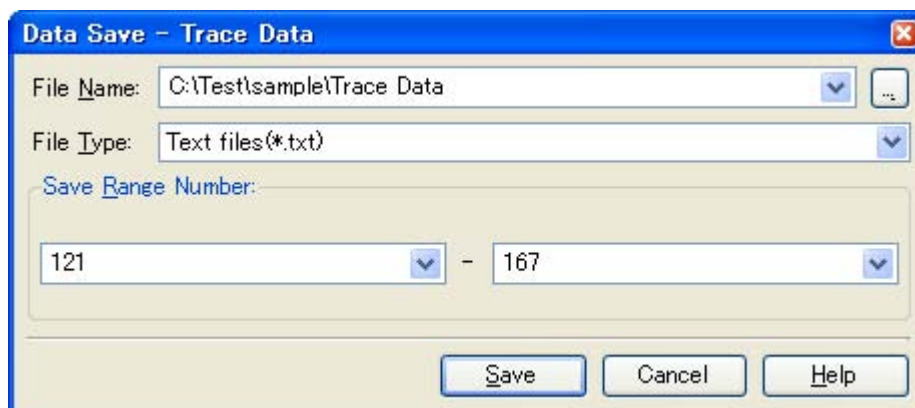 Data Save - Trace Data
File Name: C:\Test\sample\Trace Data ...
File Type: Text files(*.txt)
Save Range Number:
121 - 167
Save Cancel Help